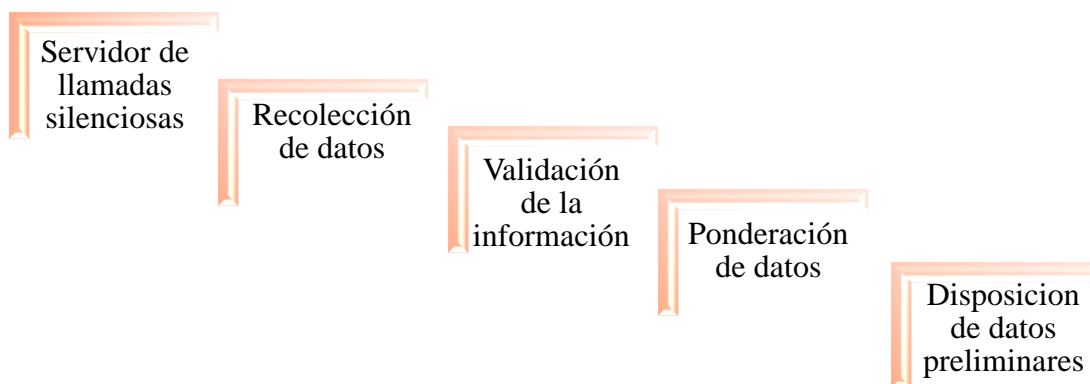 Servidor de
llamadas
silenciosas
Recolección
de datos
Validación
de la
información
Ponderación
de datos
Disposicion
de datos
preliminares